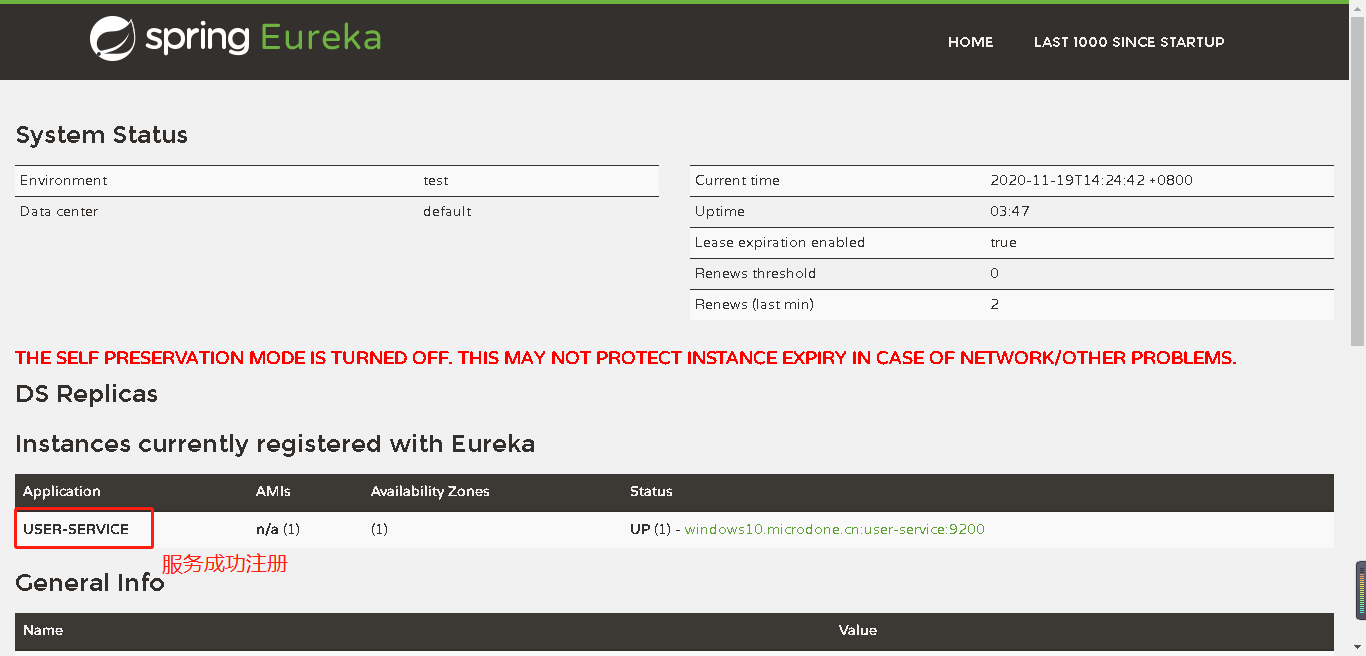 spring Eureka
HOME LAST 1000 SINCE STARTUP
System Status
Environment test
Data center default
Current time 2020-11-19T14:24:42 +0800
Uptime 03:47
Lease expiration enabled true
Renews threshold 0
Renews (last min) 2
THE SELF PRESERVATION MODE IS TURNED OFF. THIS MAY NOT PROTECT INSTANCE EXPIRY IN CASE OF NETWORK/OTHER PROBLEMS.
DS Replicas
Instances currently registered with Eureka
Application AMIs Availability Zones Status
USER-SERVICE n/a (1) (1) UP (1) - windows10.microdone.cn:user-service:9200
服务成功注册
General Info
Name Value